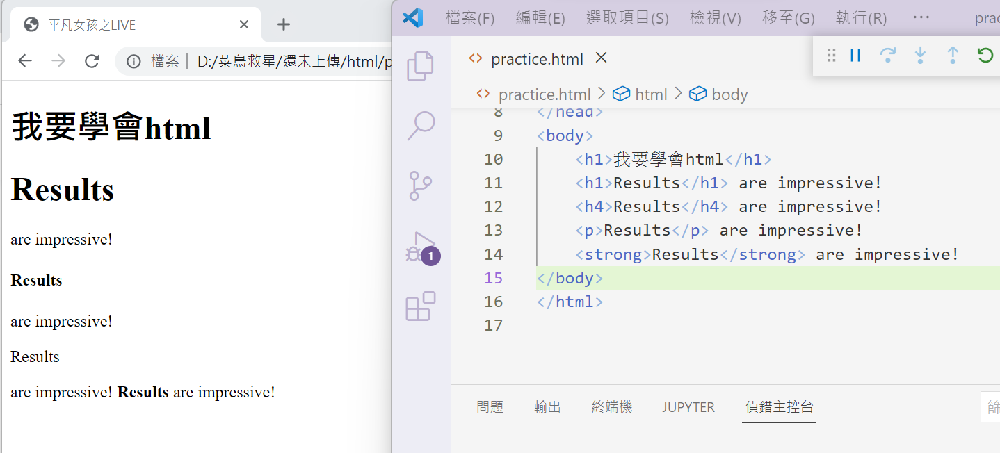 平凡女孩之LIVE
檔案 D:/菜鳥救星/還未上傳/html/p
我要學會html
Results
are impressive!
Results
are impressive!
Results
are impressive! Results are impressive!
檔案(F) 編輯(E) 選取項目(S) 檢視(V) 移至(G) 執行(R) ··· prac
<> practice.html
<> practice.html > html > body
8 </head>
9 <body>
10 <h1>我要學會html</h1>
11 <h1>Results</h1> are impressive!
12 <h4>Results</h4> are impressive!
13 <p>Results</p> are impressive!
14 <strong>Results</strong> are impressive!
15 </body>
16 </html>
17
1
問題 輸出 終端機 JUPYTER 偵錯主控台 篩